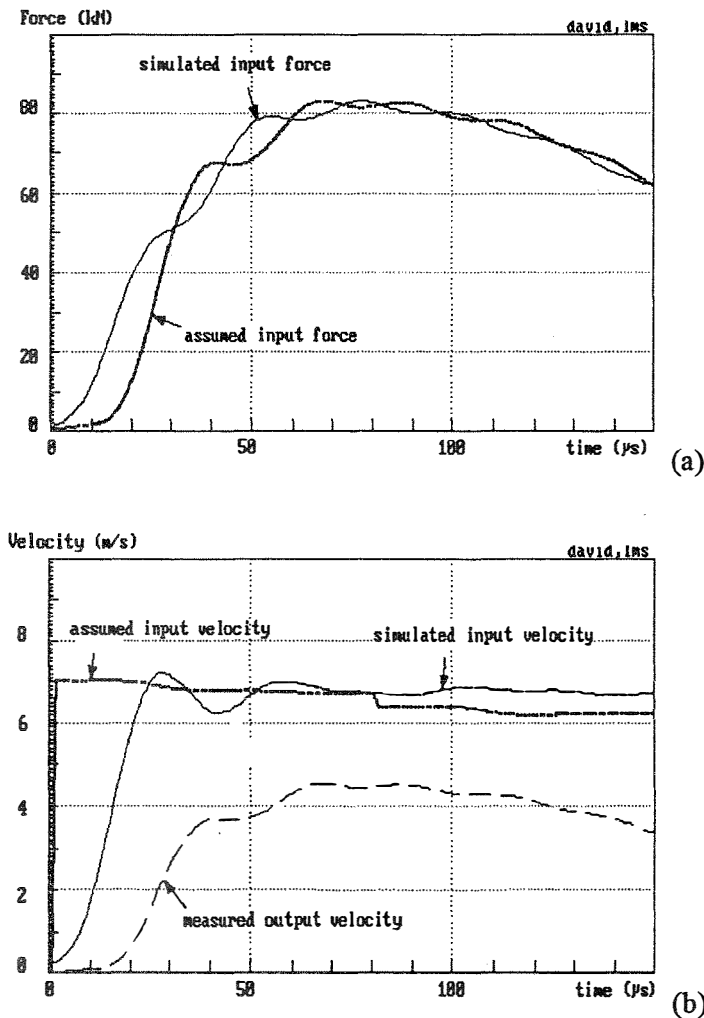 Force (kN)
david,lms
simulated input force
80
60
40
assumed input force
20
0
0
50
100
time (µs)
(a)
Velocity (m/s)
david,lms
8
assumed input velocity
simulated input velocity
6
4
2
measured output velocity
0
0
50
100
time (µs)
(b)